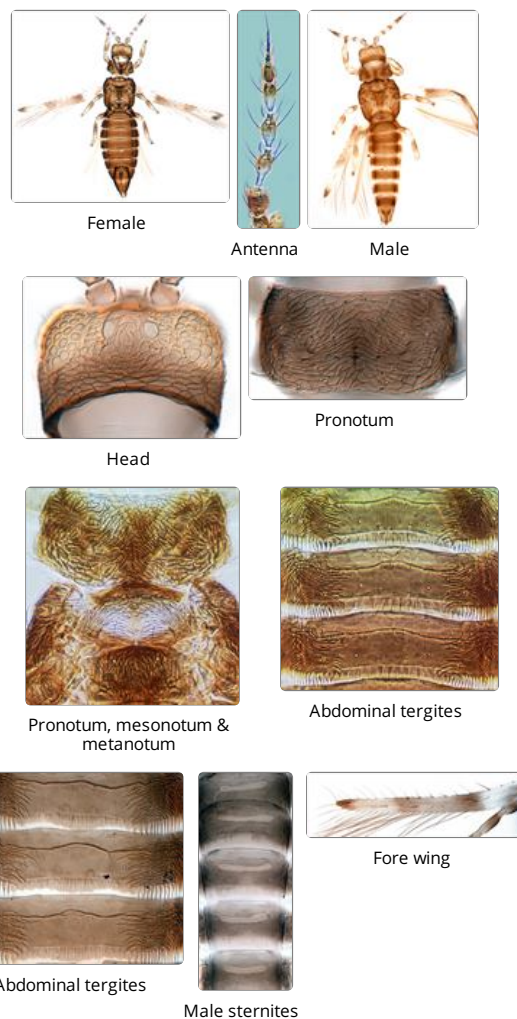 Female
Antenna
Male
Head
Pronotum
Pronotum, mesonotum &
metanotum
Abdominal tergites
Abdominal tergites
Male sternites
Fore wing